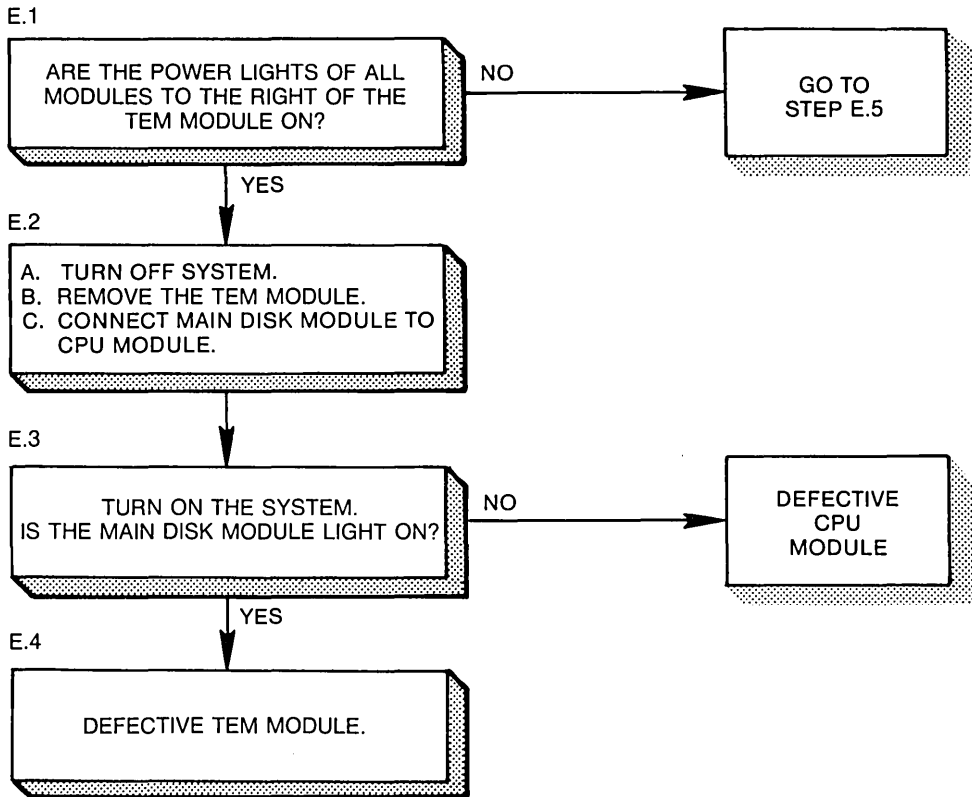 E.1
ARE THE POWER LIGHTS OF ALL
MODULES TO THE RIGHT OF THE
TEM MODULE ON?
NO
GO TO
STEP E.5
YES
E.2
A. TURN OFF SYSTEM.
B. REMOVE THE TEM MODULE.
C. CONNECT MAIN DISK MODULE TO
CPU MODULE.
E.3
TURN ON THE SYSTEM.
IS THE MAIN DISK MODULE LIGHT ON?
NO
DEFECTIVE
CPU
MODULE
YES
E.4
DEFECTIVE TEM MODULE.